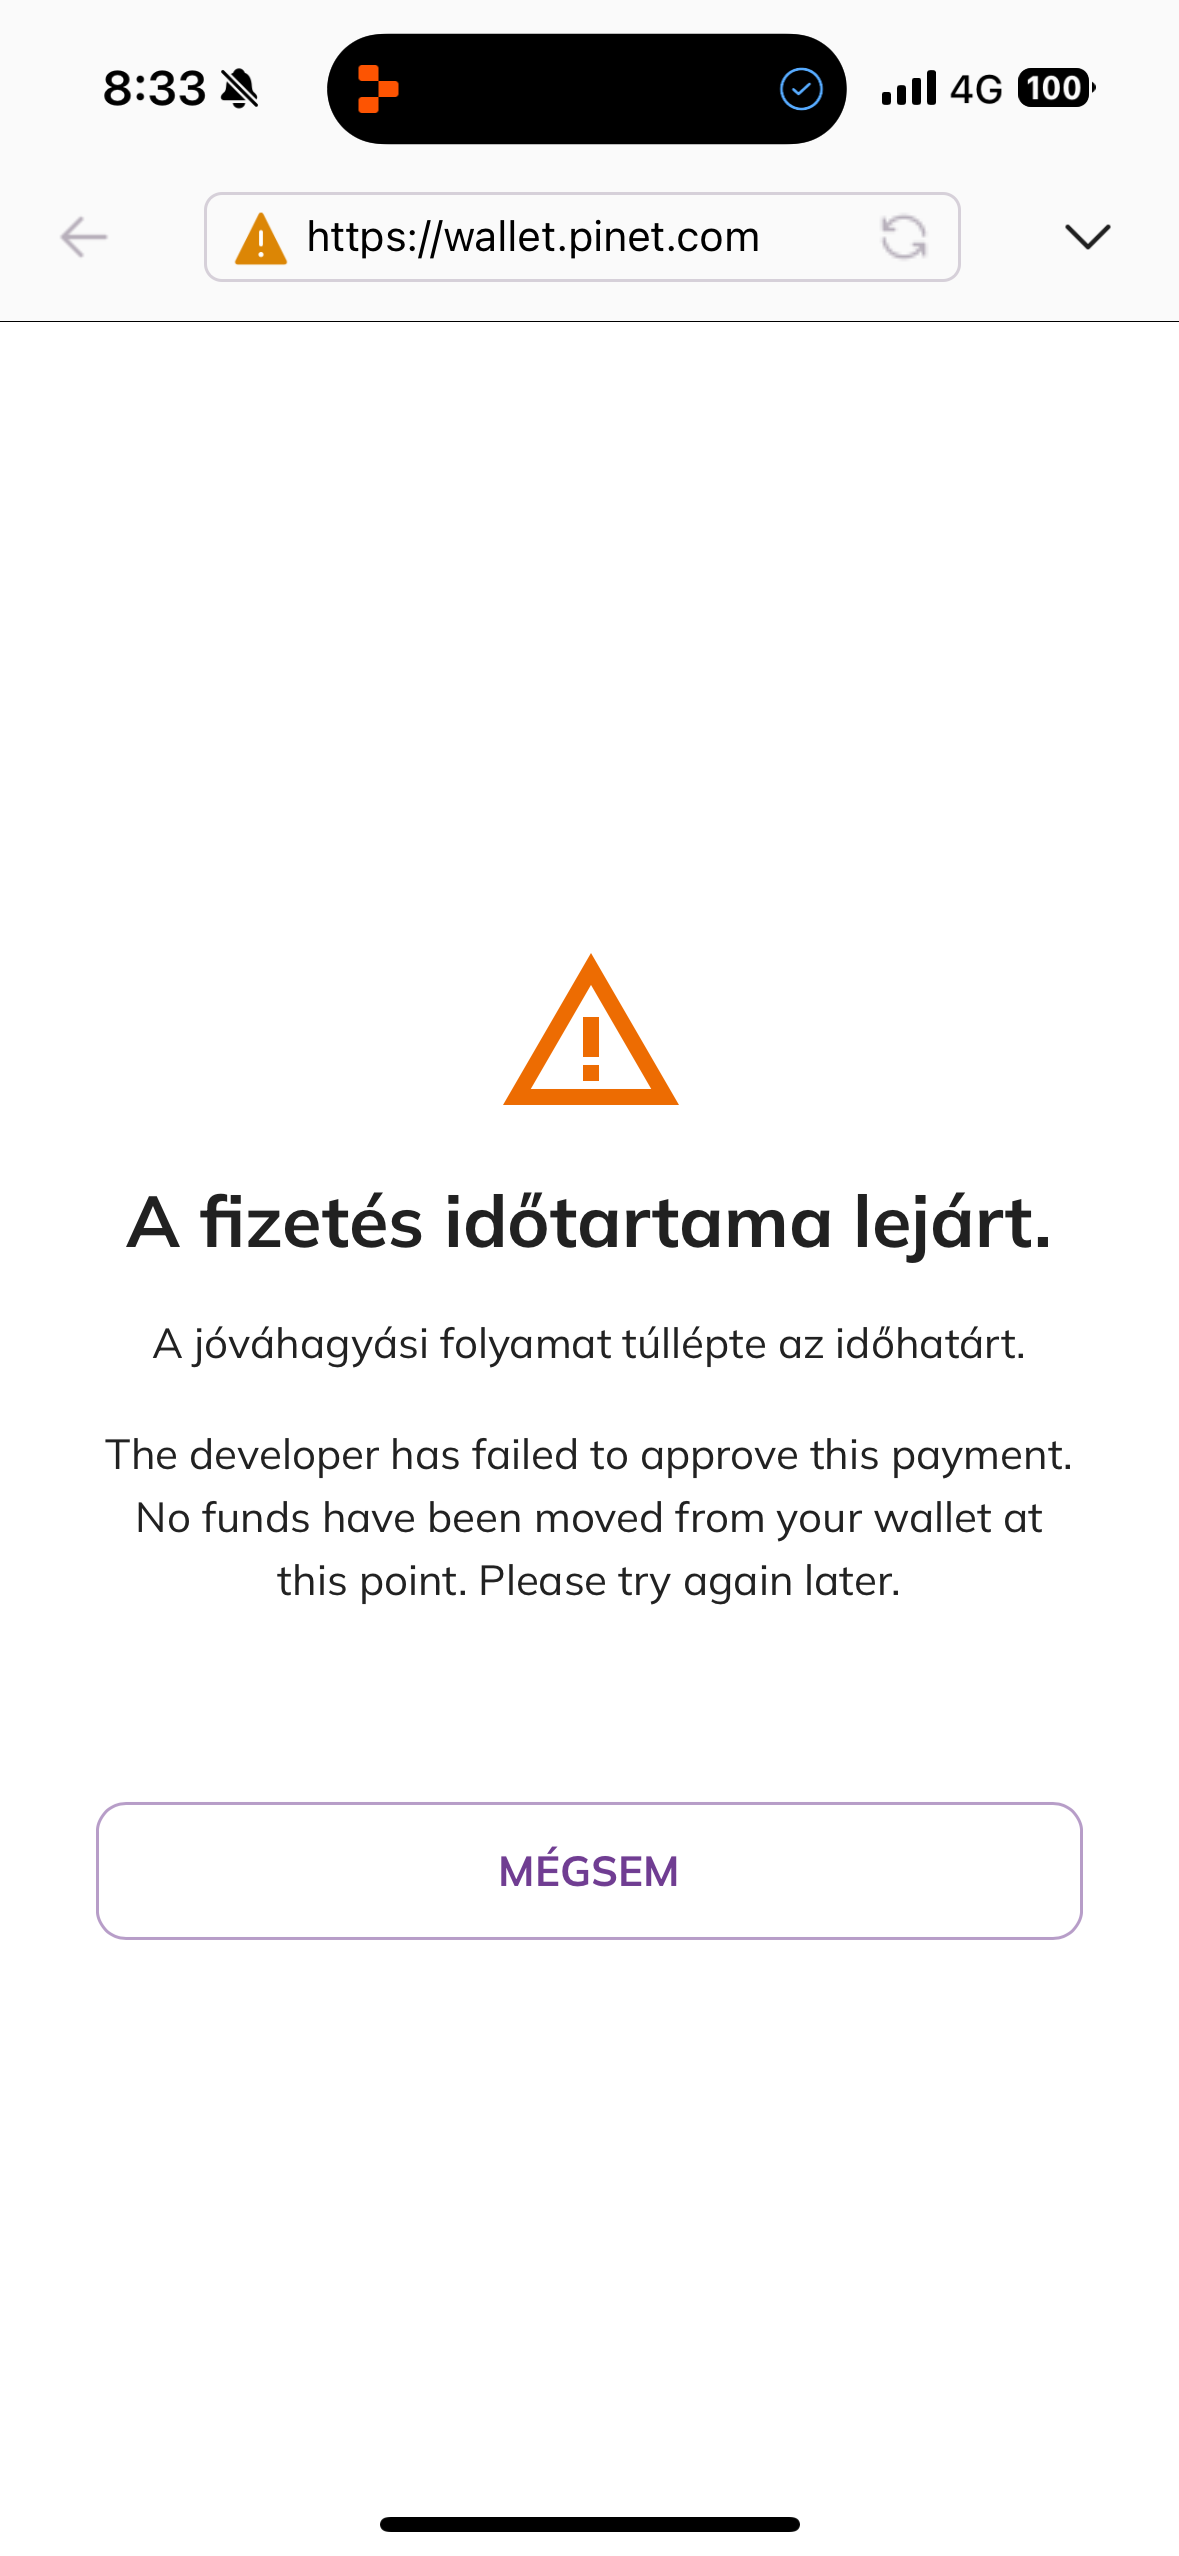 8:33
4G
100
https://wallet.pinet.com
A fizetés időtartama lejárt.
A jóváhagyási folyamat túllépte az időhatárt.
The developer has failed to approve this payment.
No funds have been moved from your wallet at
this point. Please try again later.
MÉGSEM